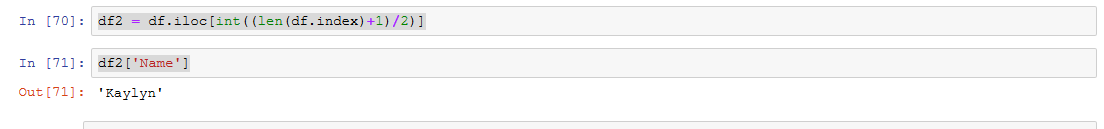 In [70]: df2 = df.iloc[int((len(df.index)+1)/2)]
In [71]: df2['Name']
Out[71]: 'Kaylyn'